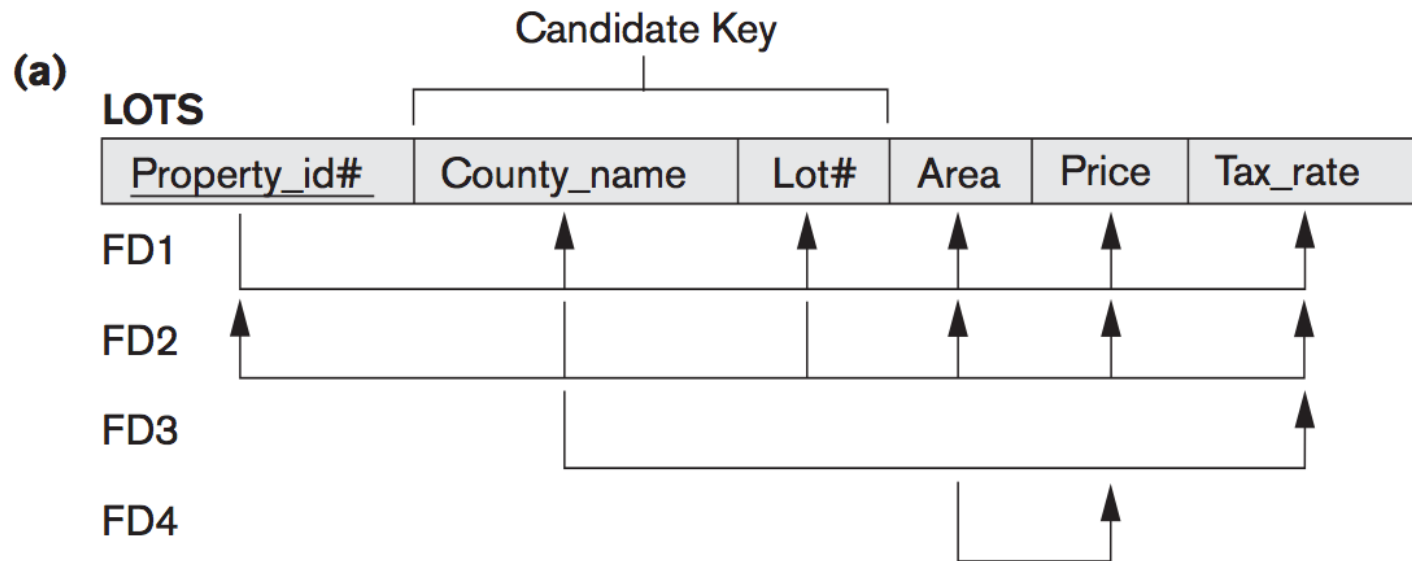 Candidate Key
(a)
LOTS
Property_id# County_name Lot# Area Price Tax_rate
FD1
FD2
FD3
FD4